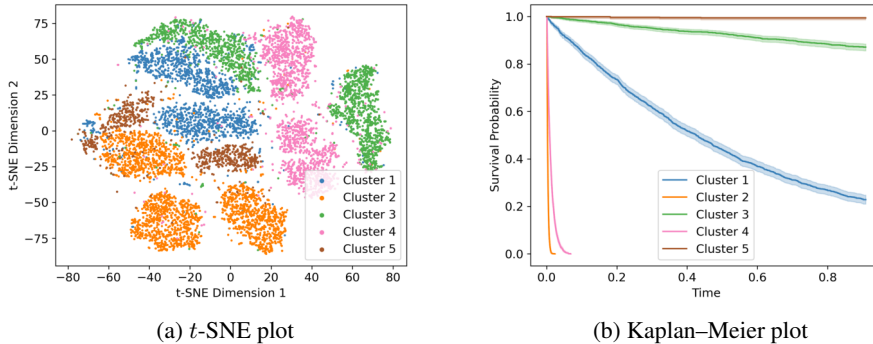 75
50
25
0
−25
−50
−75
t-SNE Dimension 2
−80 −60 −40 −20 0 20 40 60 80
t-SNE Dimension 1
Cluster 1
Cluster 2
Cluster 3
Cluster 4
Cluster 5
(a) t-SNE plot
1.0
0.8
0.6
0.4
0.2
0.0
Survival Probability
0.0 0.2 0.4 0.6 0.8
Time
Cluster 1
Cluster 2
Cluster 3
Cluster 4
Cluster 5
(b) Kaplan–Meier plot